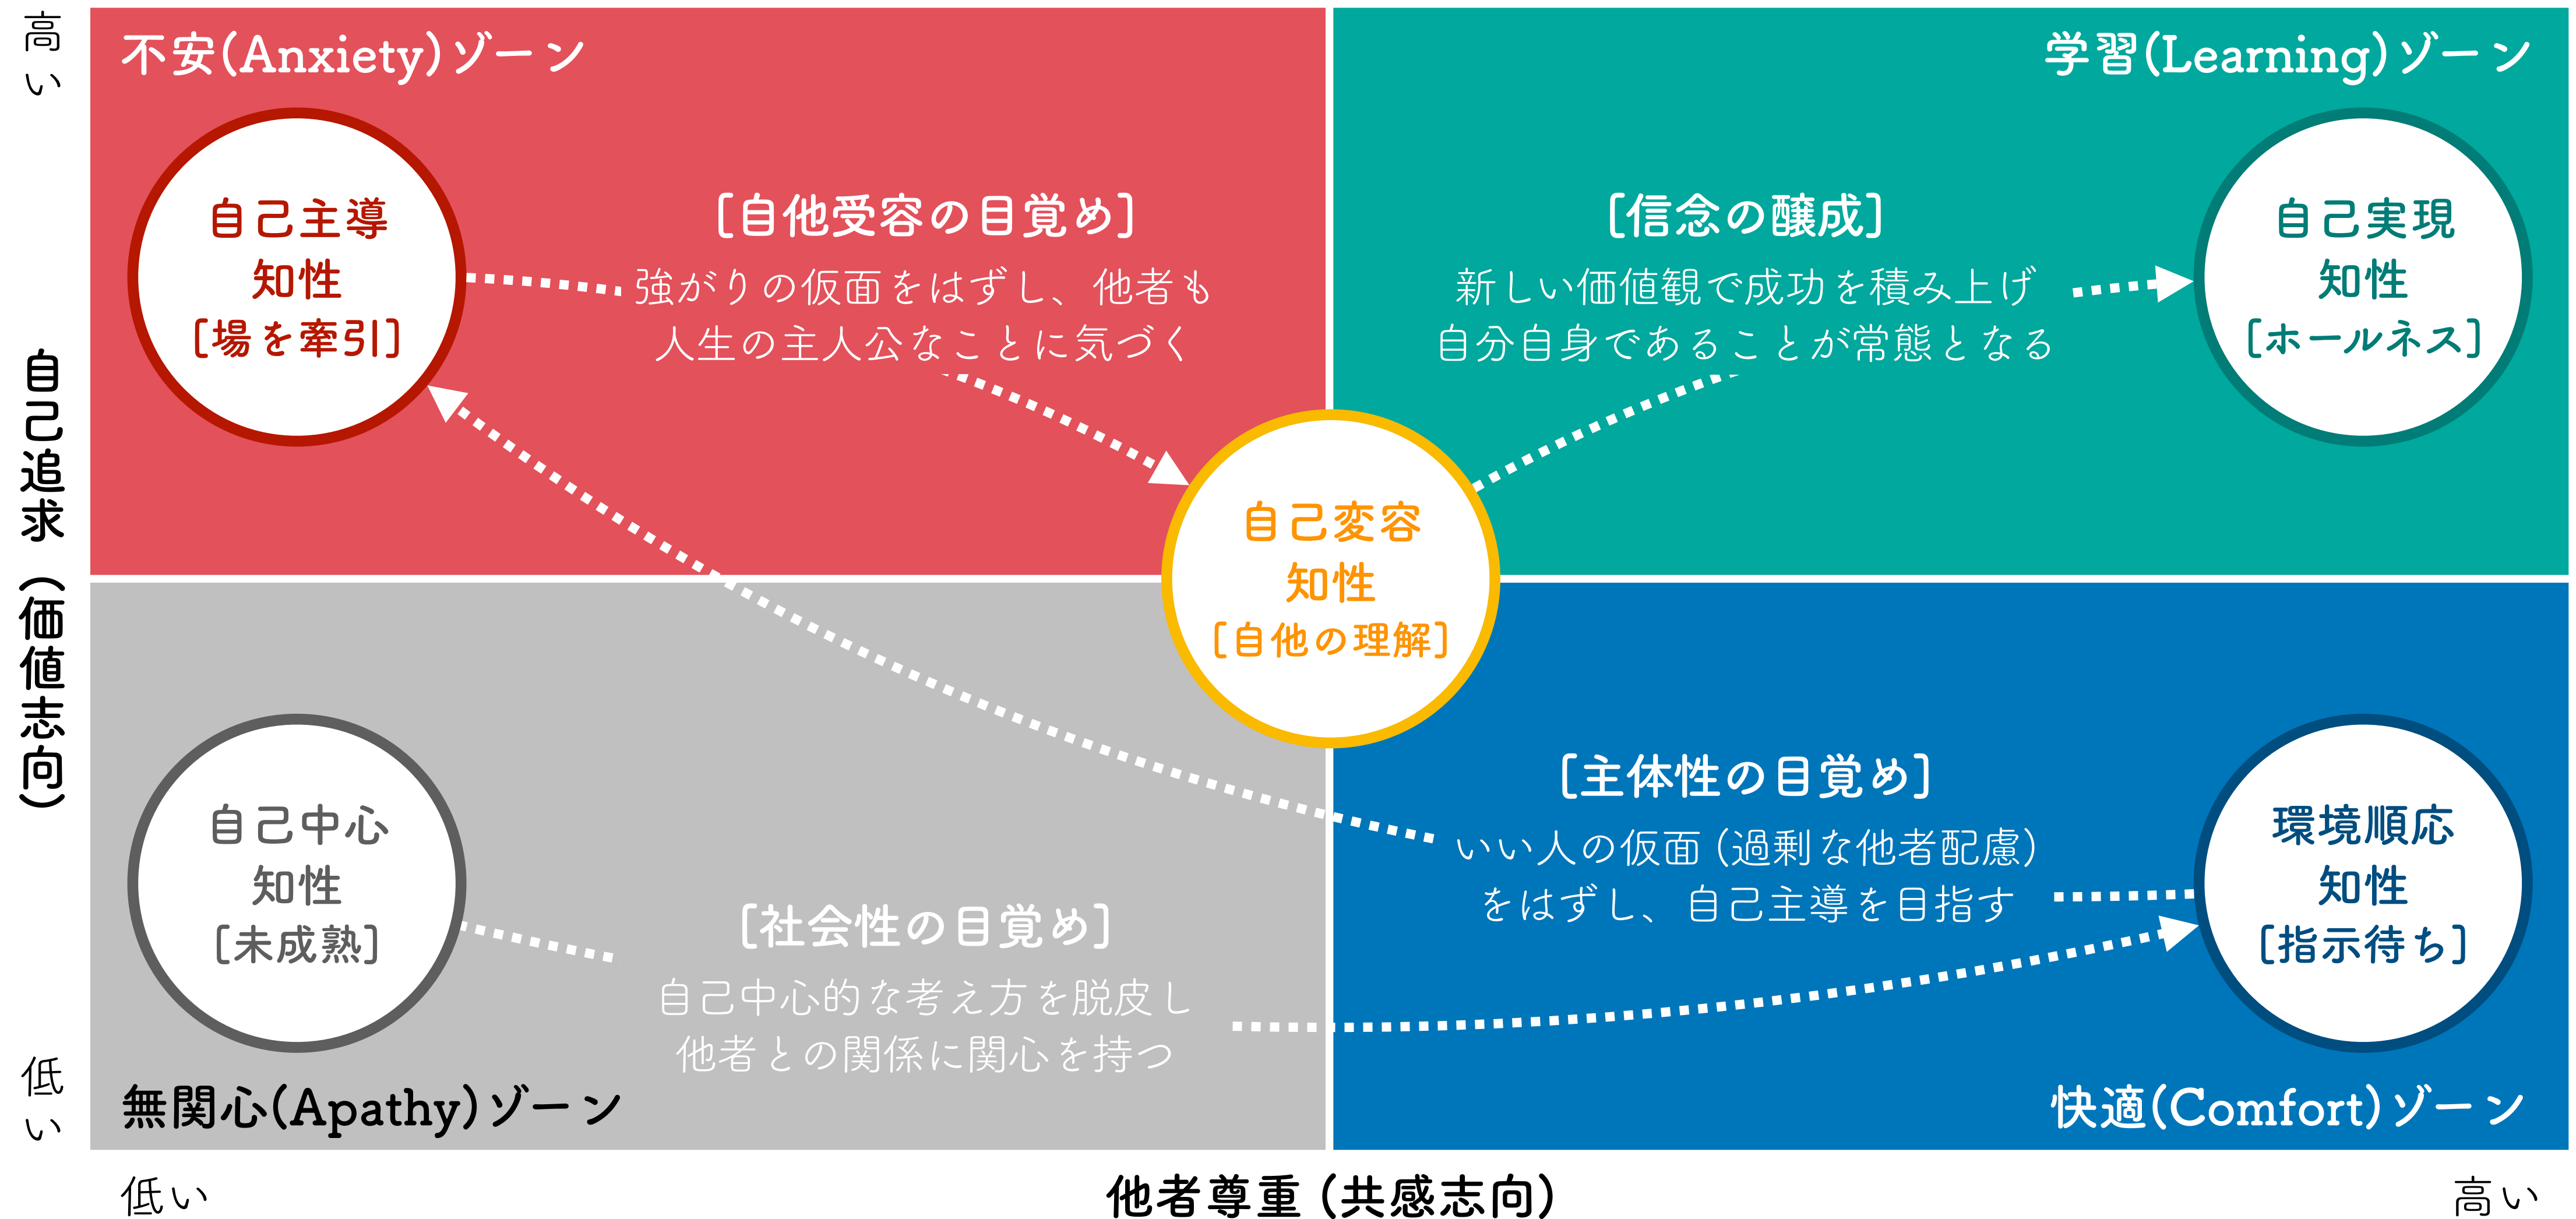 高い
自己追求（価値志向）
低い
不安(Anxiety)ゾーン
自己主導
知性
[場を牽引]
[自他受容の目覚め]
強がりの仮面をはずし、他者も
人生の主人公なことに気づく
学習(Learning)ゾーン
[信念の醸成]
新しい価値観で成功を積み上げ
自分自身であることが常態となる
自己実現
知性
[ホールネス]
自己変容
知性
[自他の理解]
自己中心
知性
[未成熟]
[社会性の目覚め]
自己中心的な考え方を脱皮し
他者との関係に関心を持つ
無関心(Apathy)ゾーン
[主体性の目覚め]
いい人の仮面(過剰な他者配慮)
をはずし、自己主導を目指す
環境順応
知性
[指示待ち]
快適(Comfort)ゾーン
低い
他者尊重(共感志向)
高い